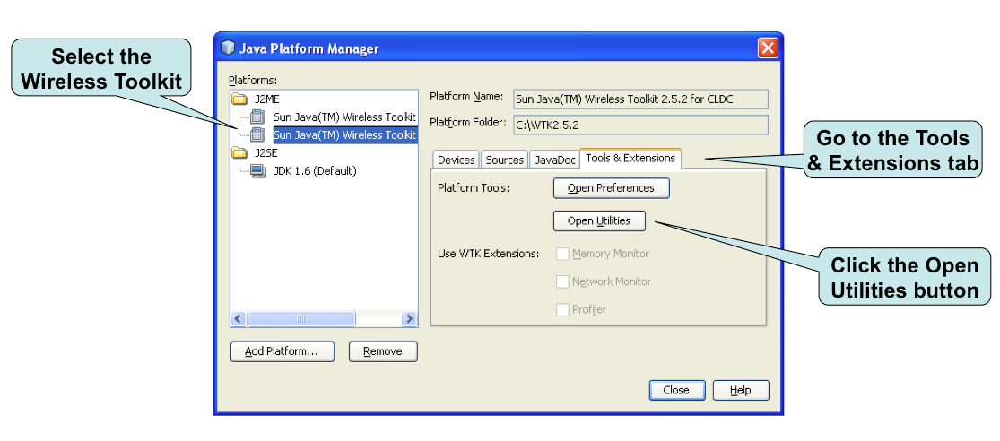 Select the
Wireless Toolkit
Java Platform Manager
Platforms:
J2ME
Sun Java(TM) Wireless Toolkit
Sun Java(TM) Wireless Toolkit
J2SE
JDK 1.6 (Default)
Add Platform...
Remove
Platform Name:
Sun Java(TM) Wireless Toolkit 2.5.2 for CLDC
Platform Folder:
C:\WTK2.5.2
Devices
Sources
JavaDoc
Tools & Extensions
Platform Tools:
Open Preferences
Open Utilities
Use WTK Extensions:
Memory Monitor
Network Monitor
Profiler
Close
Help
Go to the Tools
& Extensions tab
Click the Open
Utilities button